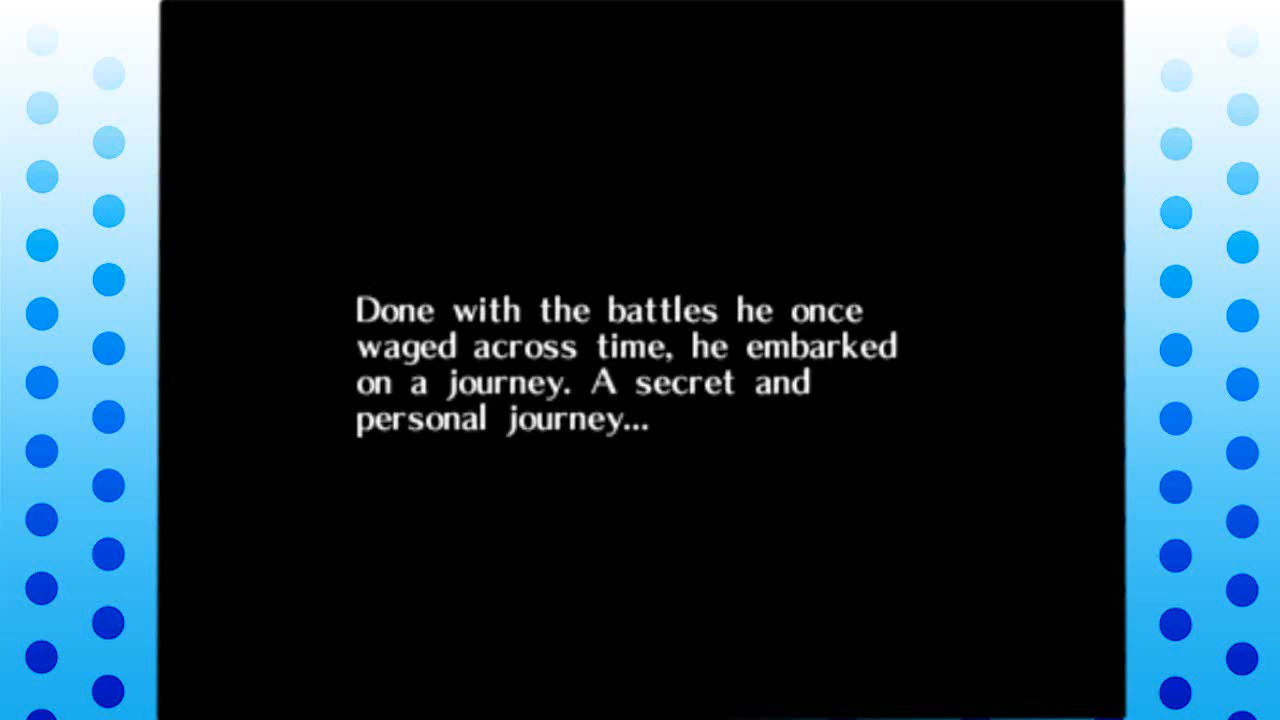 Done with the battles he once
waged across time, he embarked
on a journey. A secret and
personal journey...